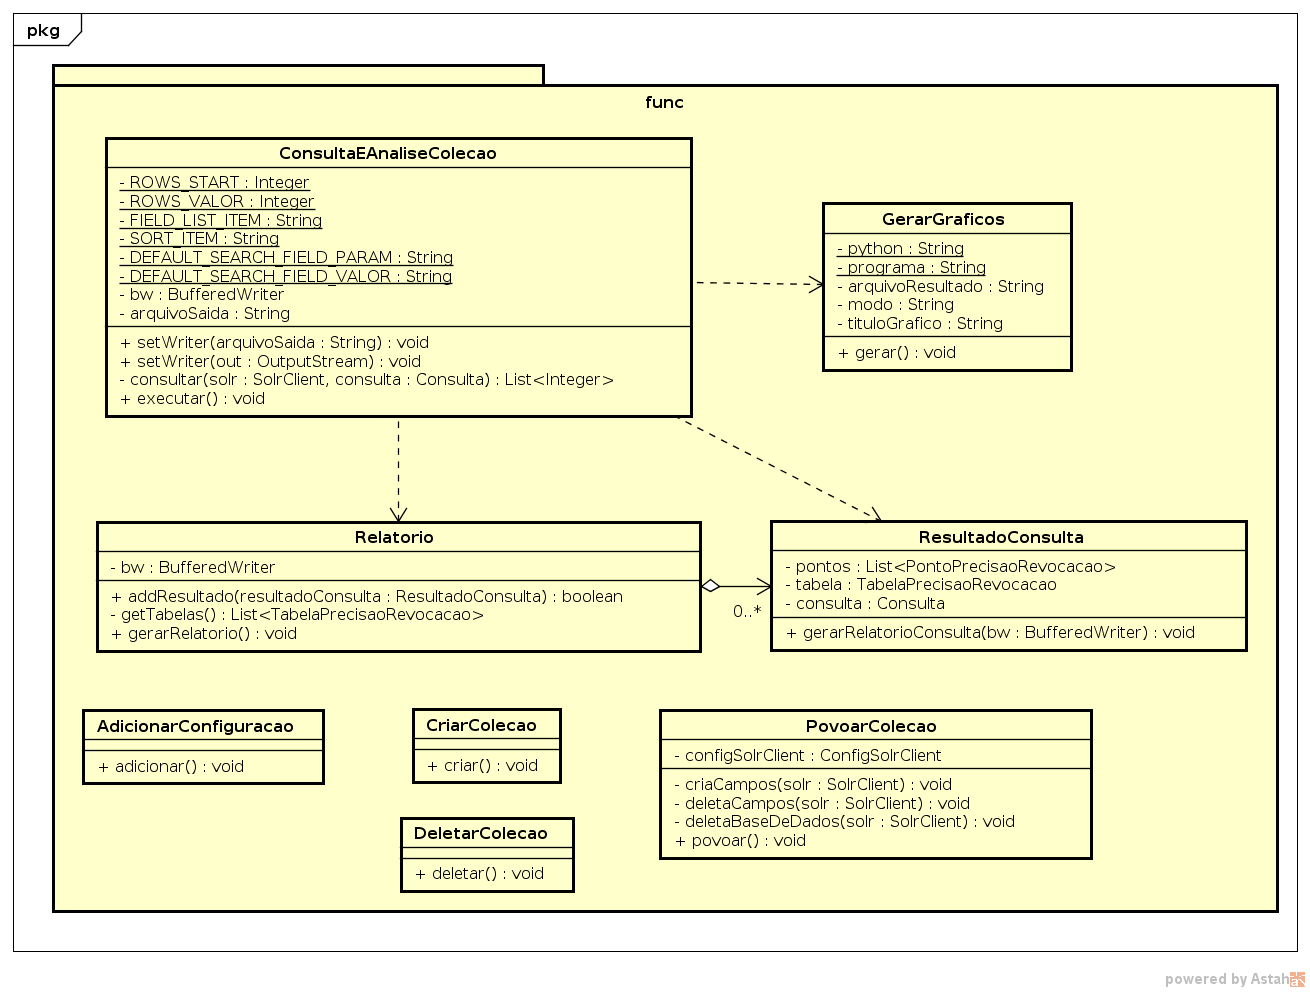 pkg
func
ConsultaEAnaliseColecao
- ROWS_START : Integer
- ROWS_VALOR : Integer
- FIELD_LIST_ITEM : String
- SORT_ITEM : String
- DEFAULT_SEARCH_FIELD_PARAM : String
- DEFAULT_SEARCH_FIELD_VALOR : String
- bw : BufferedWriter
- arquivoSaida : String
+ setWriter(arquivoSaida : String) : void
+ setWriter(out : OutputStream) : void
- consultar(solr : SolrClient, consulta : Consulta) : List<Integer>
+ executar() : void
GerarGraficos
- python : String
- programa : String
- arquivoResultado : String
- modo : String
- tituloGrafico : String
+ gerar() : void
Relatorio
- bw : BufferedWriter
+ addResultado(resultadoConsulta : ResultadoConsulta) : boolean
- getTabelas() : List<TabelaPrecisaoRevocacao>
+ gerarRelatorio() : void
0..*
ResultadoConsulta
- pontos : List<PontoPrecisaoRevocacao>
- tabela : TabelaPrecisaoRevocacao
- consulta : Consulta
+ gerarRelatorioConsulta(bw : BufferedWriter) : void
AdicionarConfiguracao
+ adicionar() : void
CriarColecao
+ criar() : void
PovoarColecao
- configSolrClient : ConfigSolrClient
- criaCampos(solr : SolrClient) : void
- deletaCampos(solr : SolrClient) : void
- deletaBaseDeDados(solr : SolrClient) : void
+ povoar() : void
DeletarColecao
+ deletar() : void
powered by Astah